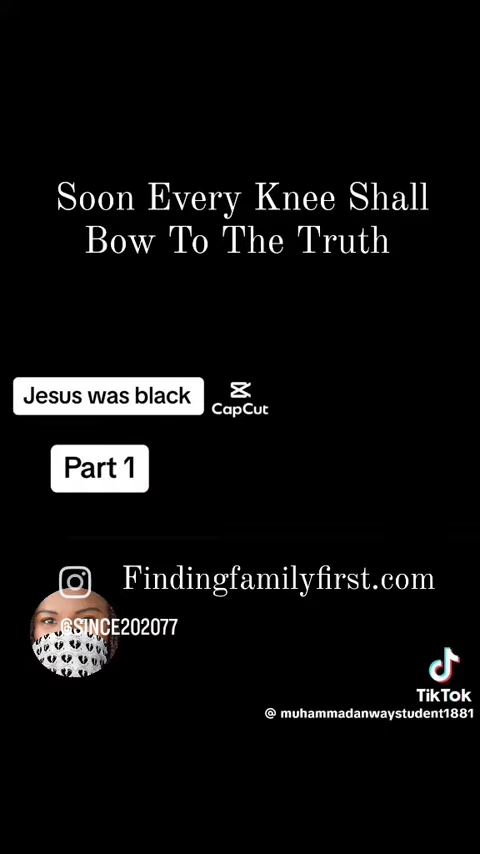 Soon Every Knee Shall
Bow To The Truth
Jesus was black
CapCut
Part 1
Findingfamilyfirst.com
@SINCE202077
TikTok
@ muhammadanwaystudent1881